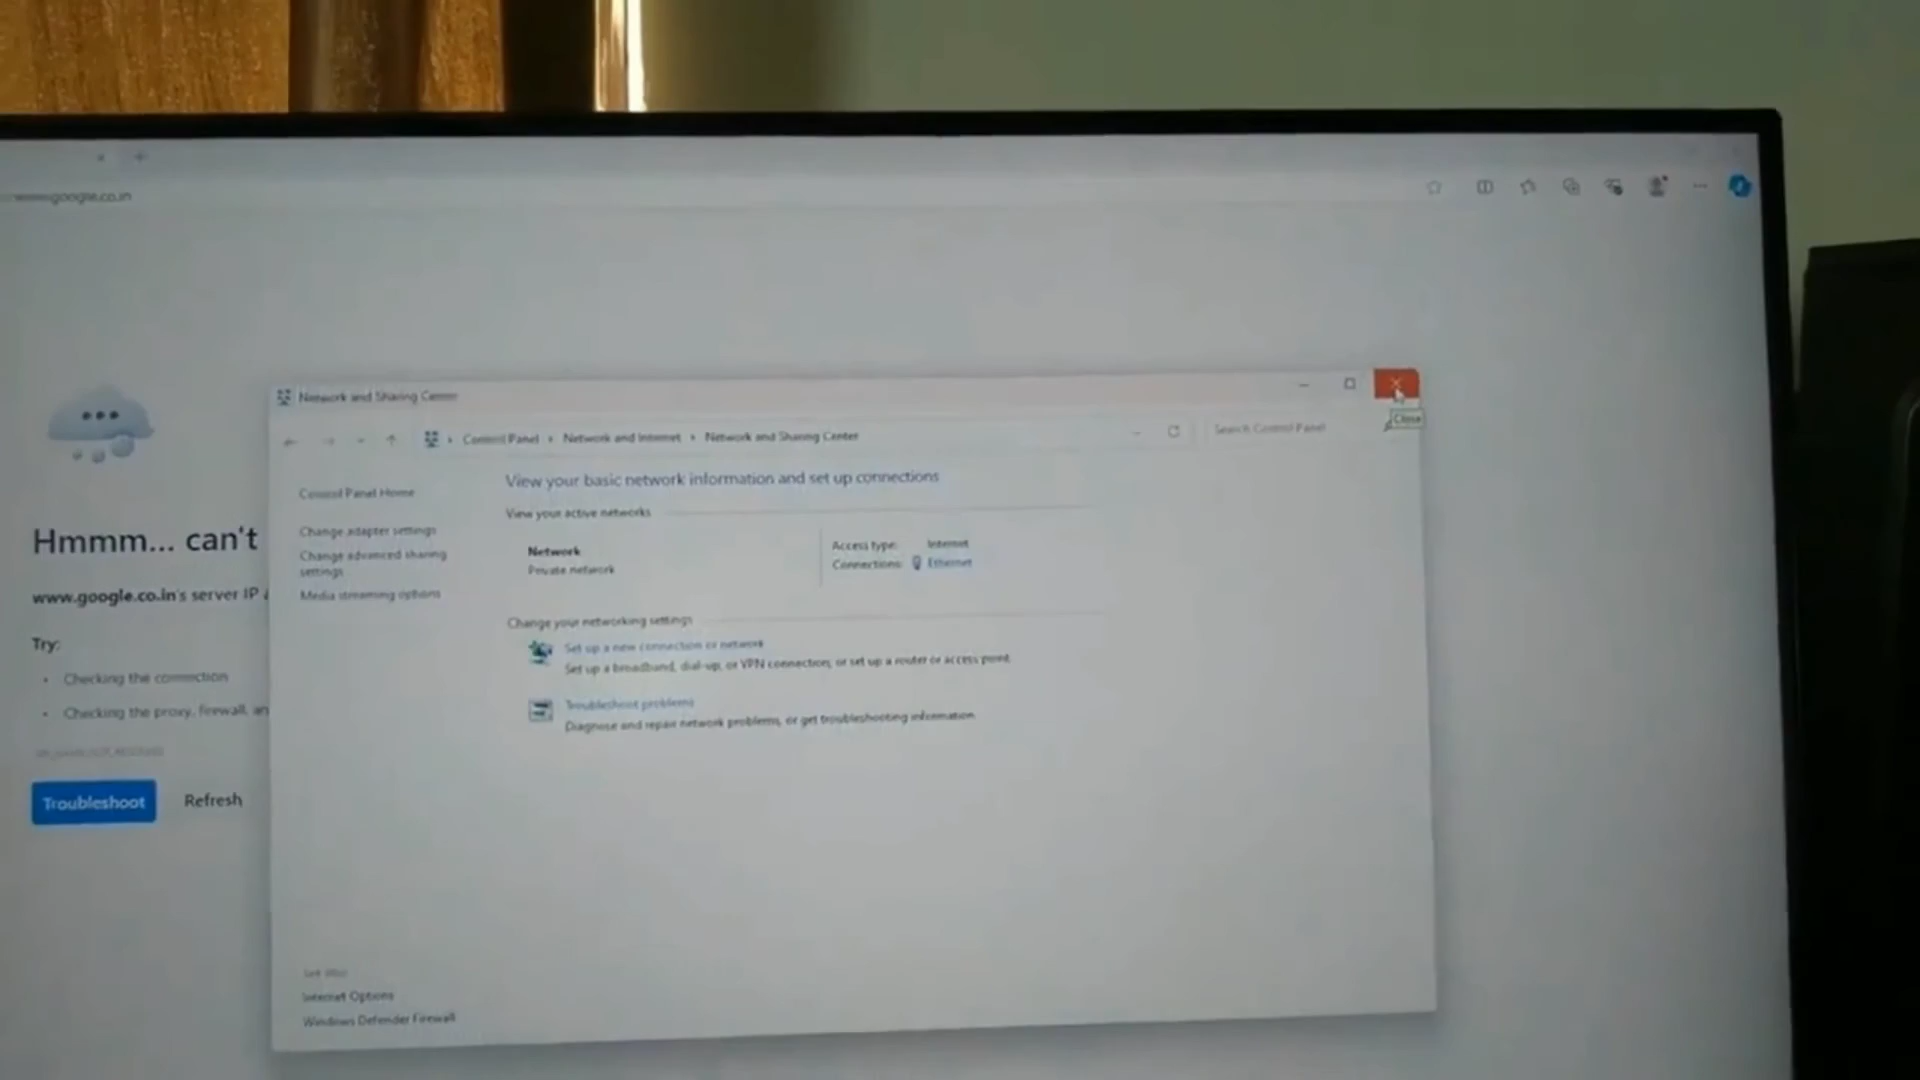 www.google.co.in
Network and Sharing Center
Control Panel > Network and Internet > Network and Sharing Center
Search Control Panel
Close
Control Panel Home
View your basic network information and set up connections
View your active networks
Change adapter settings
Change advanced sharing
settings
Media streaming options
Network
Private network
Access type: Internet
Connections: Ethernet
Change your networking settings
Set up a new connection or network
Set up a broadband, dial-up, or VPN connection; or set up a router or access point.
Troubleshoot problems
Diagnose and repair network problems, or get troubleshooting information.
See also
Internet Options
Windows Defender Firewall
Hmmm... can't
www.google.co.in's server IP
Try:
• Checking the connection
• Checking the proxy, firewall, an
Troubleshoot
Refresh